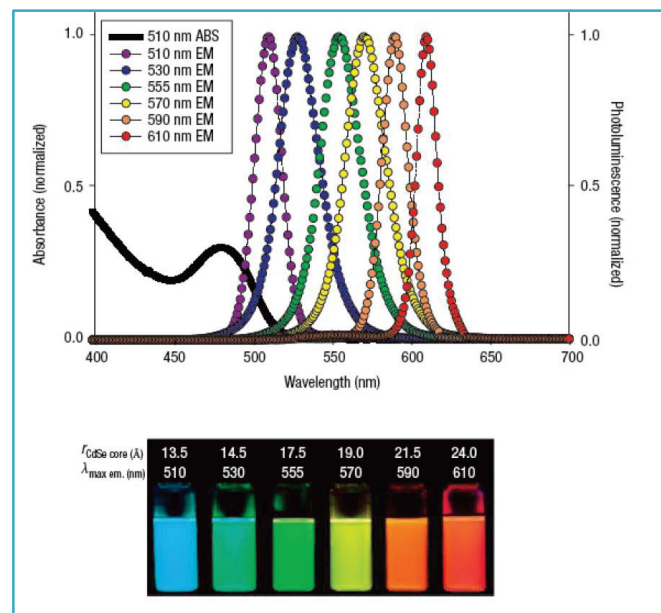 510 nm ABS
510 nm EM
530 nm EM
555 nm EM
570 nm EM
590 nm EM
610 nm EM
1.0
0.5
0.0
Absorbance (normalized)
1.0
0.5
0.0
Photoluminescence (normalized)
400 450 500 550 600 650 700
Wavelength (nm)
rCdSe core (Å) 13.5 14.5 17.5 19.0 21.5 24.0
λmax em. (nm) 510 530 555 570 590 610